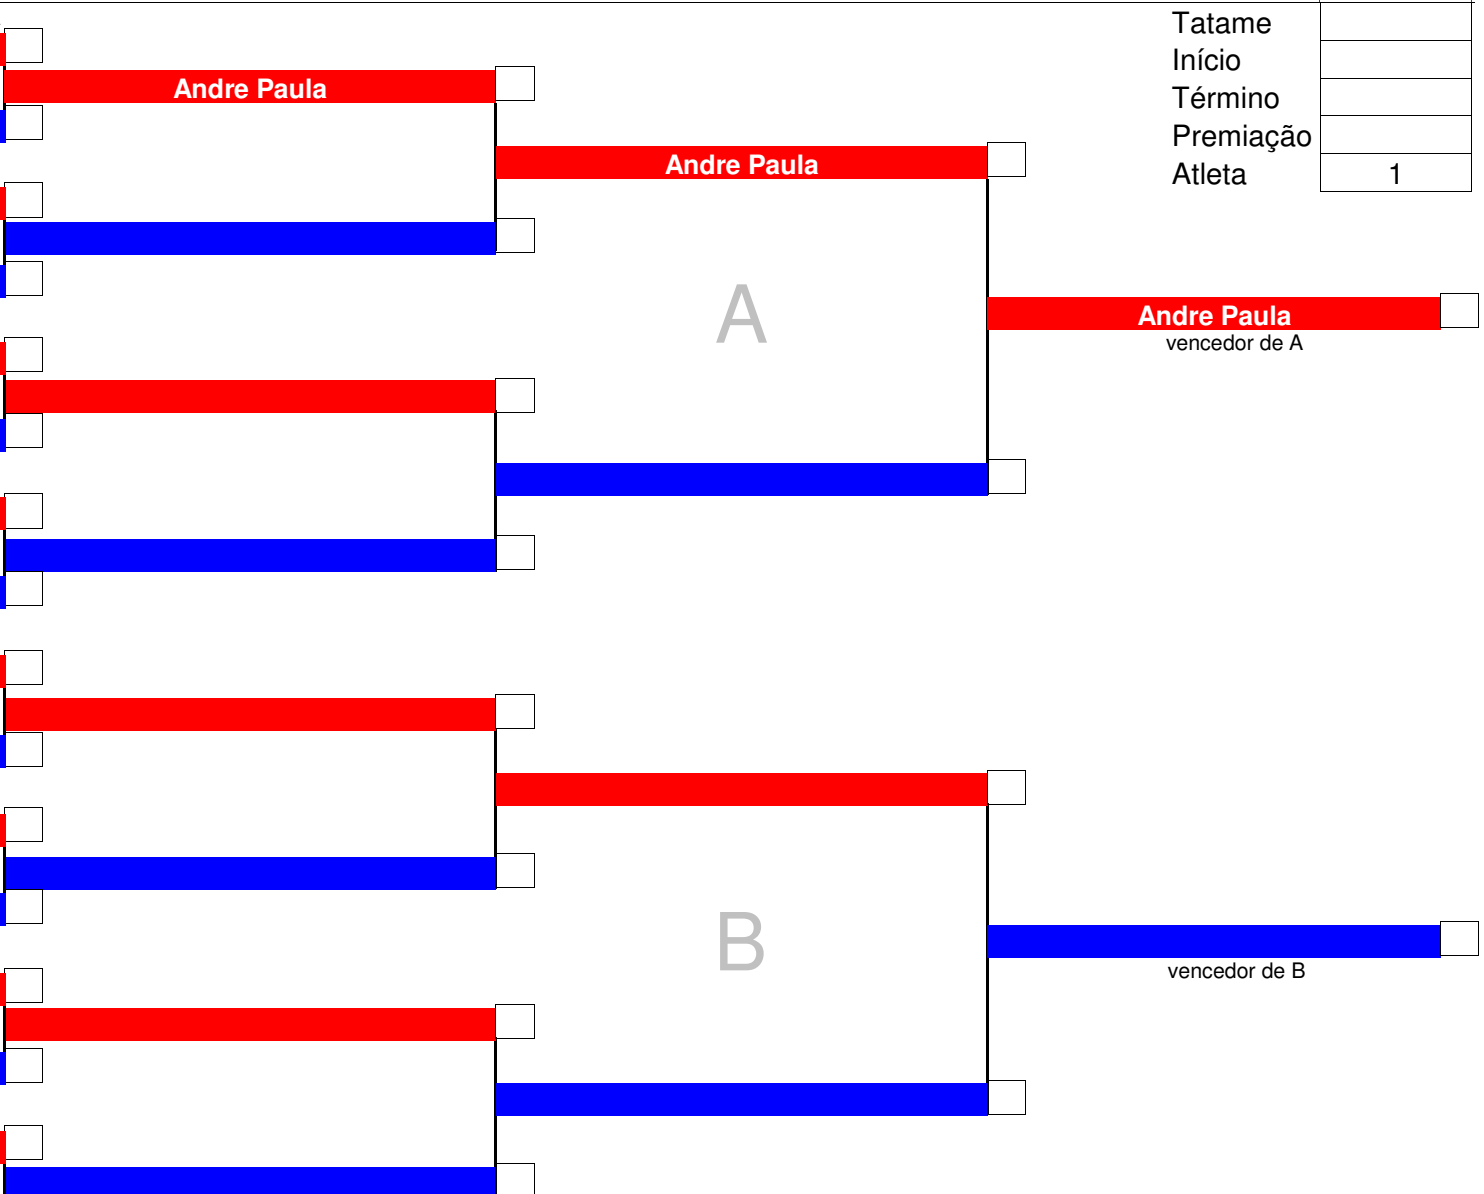 Tatame
Início
Andre Paula
Término
Premiação
Andre Paula
Atleta 1
A
Andre Paula
vencedor de A
B
vencedor de B